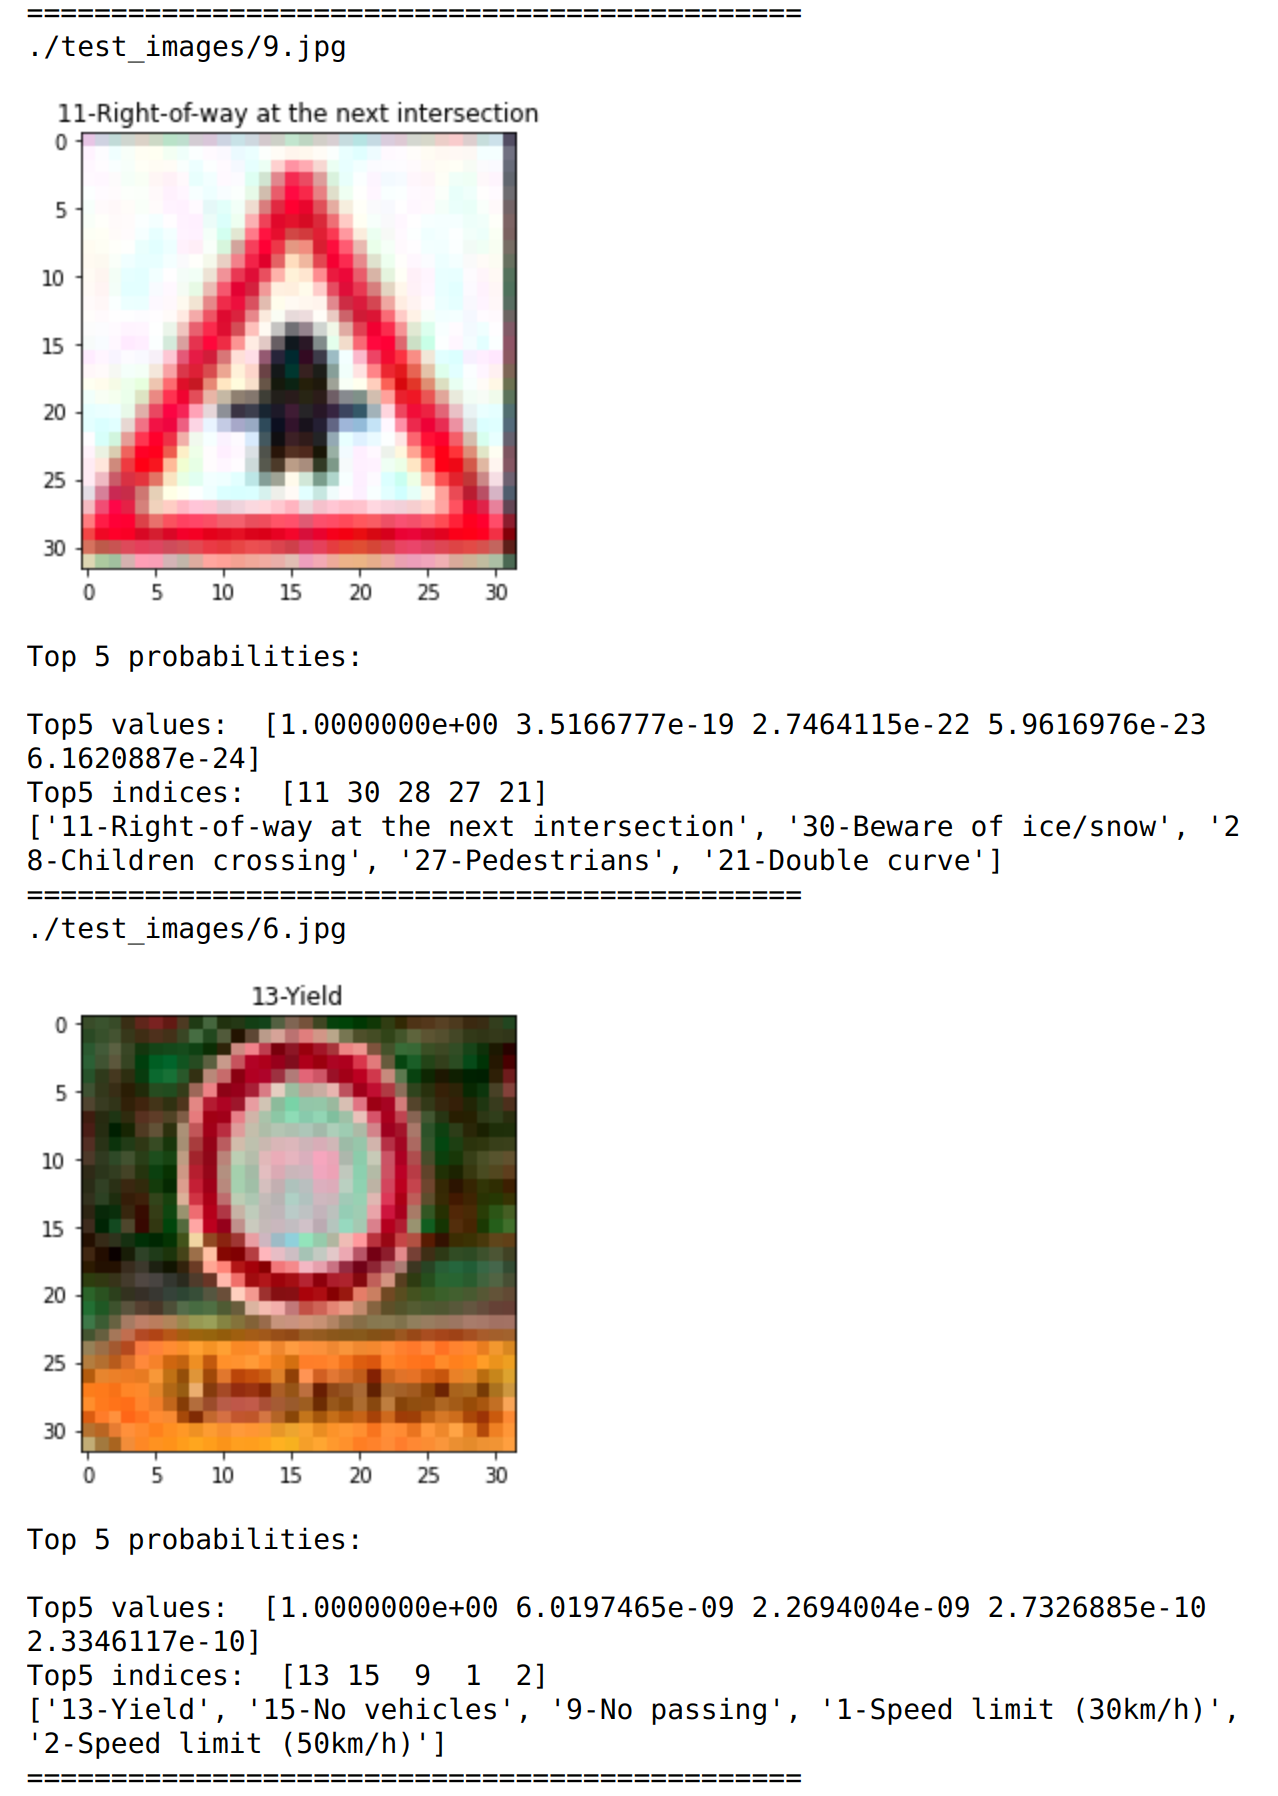 ==============================================
./test_images/9.jpg
11-Right-of-way at the next intersection
0
5
10
15
20
25
30
0 5 10 15 20 25 30
Top 5 probabilities:
Top5 values:  [1.0000000e+00 3.5166777e-19 2.7464115e-22 5.9616976e-23
6.1620887e-24]
Top5 indices:  [11 30 28 27 21]
['11-Right-of-way at the next intersection', '30-Beware of ice/snow', '2
8-Children crossing', '27-Pedestrians', '21-Double curve']
==============================================
./test_images/6.jpg
13-Yield
0
5
10
15
20
25
30
0 5 10 15 20 25 30
Top 5 probabilities:
Top5 values:  [1.0000000e+00 6.0197465e-09 2.2694004e-09 2.7326885e-10
2.3346117e-10]
Top5 indices:  [13 15  9  1  2]
['13-Yield', '15-No vehicles', '9-No passing', '1-Speed limit (30km/h)',
'2-Speed limit (50km/h)']
==============================================